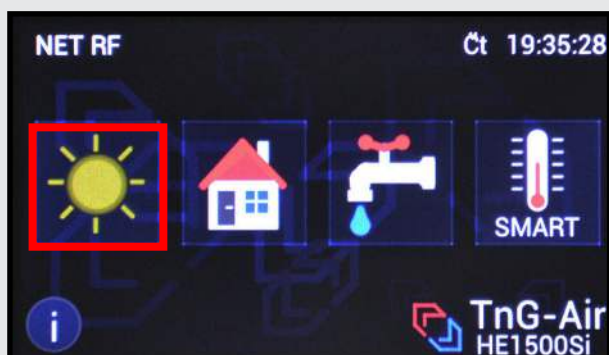 NET RF
Čt 19:35:28
SMART
i
TnG-Air
HE1500Si